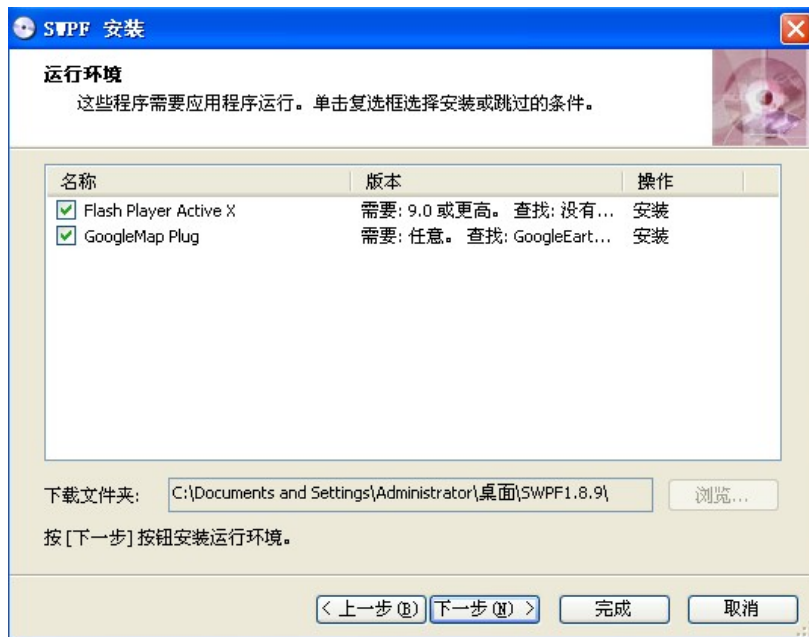 SWPF 安装
运行环境
这些程序需要应用程序运行。单击复选框选择安装或跳过的条件。
名称 版本 操作
Flash Player Active X 需要: 9.0 或更高。 查找: 没有... 安装
GoogleMap Plug 需要: 任意。 查找: GoogleEart... 安装
下载文件夹: C:\Documents and Settings\Administrator\桌面\SWPF1.8.9\ 浏览...
按 [下一步] 按钮安装运行环境。
< 上一步(B) 下一步(N) > 完成 取消